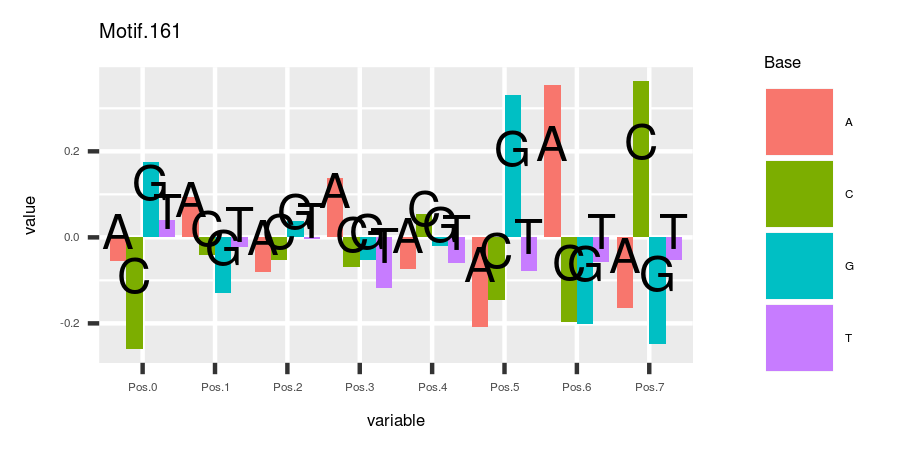 Motif.161
value
0.2
0.0
-0.2
A C G T A C G T A C G T A C G T A C G T A C G T A C G T A C G T
Pos.0 Pos.1 Pos.2 Pos.3 Pos.4 Pos.5 Pos.6 Pos.7
variable
Base
A
C
G
T